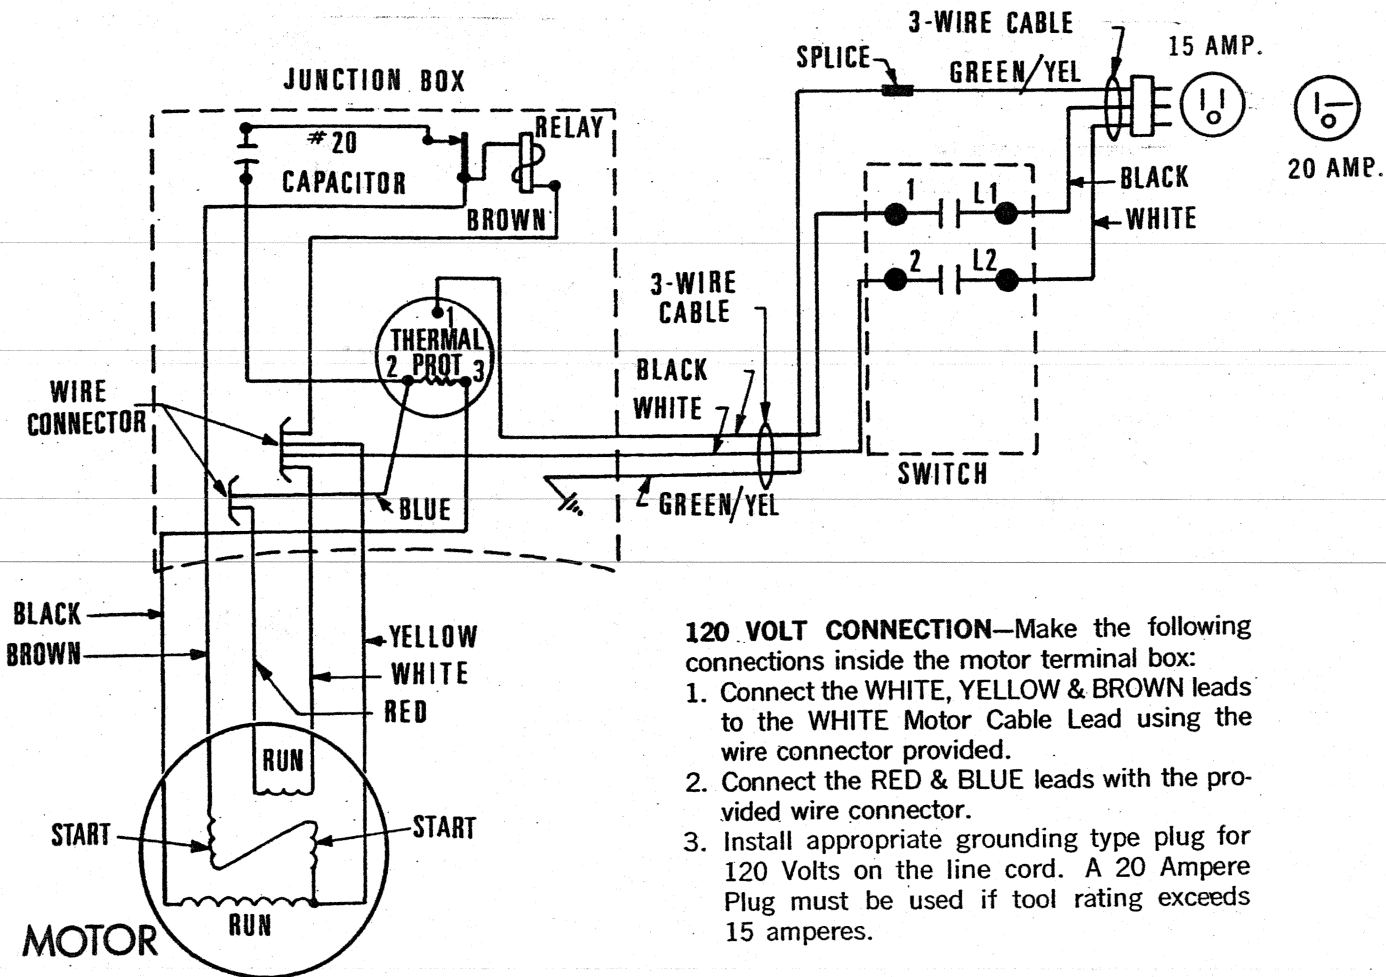 3-WIRE CABLE
15 AMP.
SPLICE
GREEN/YEL
JUNCTION BOX
RELAY
#20
CAPACITOR
BROWN
20 AMP.
BLACK
WHITE
1
L1
2
L2
3-WIRE
CABLE
1
THERMAL
2 PROT 3
BLACK
WHITE
WIRE
CONNECTOR
SWITCH
GREEN/YEL
BLUE
BLACK
BROWN
YELLOW
WHITE
RED
RUN
START
START
RUN
MOTOR
120 VOLT CONNECTION—Make the following
connections inside the motor terminal box:
1. Connect the WHITE, YELLOW & BROWN leads
to the WHITE Motor Cable Lead using the
wire connector provided.
2. Connect the RED & BLUE leads with the pro-
vided wire connector.
3. Install appropriate grounding type plug for
120 Volts on the line cord. A 20 Ampere
Plug must be used if tool rating exceeds
15 amperes.